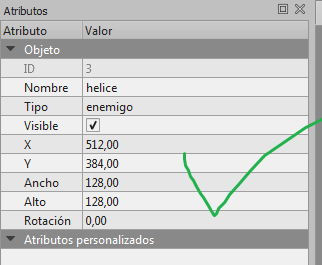 Atributos
Atributo Valor
Objeto
ID 3
Nombre helice
Tipo enemigo
Visible
X 512,00
Y 384,00
Ancho 128,00
Alto 128,00
Rotación 0,00
Atributos personalizados